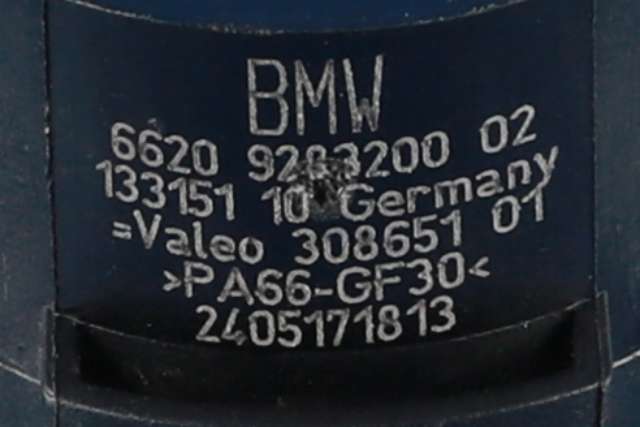 BMW
6620 9283200 02
133151 10 Germany
=Valeo 308651 01
>PA66-GF30<
2405171813